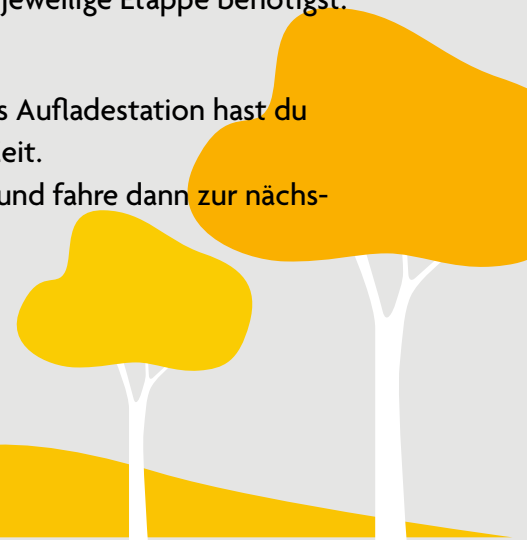 jeweilige Etappe benötigst.
s Aufladestation hast du
eit.
und fahre dann zur nächs-